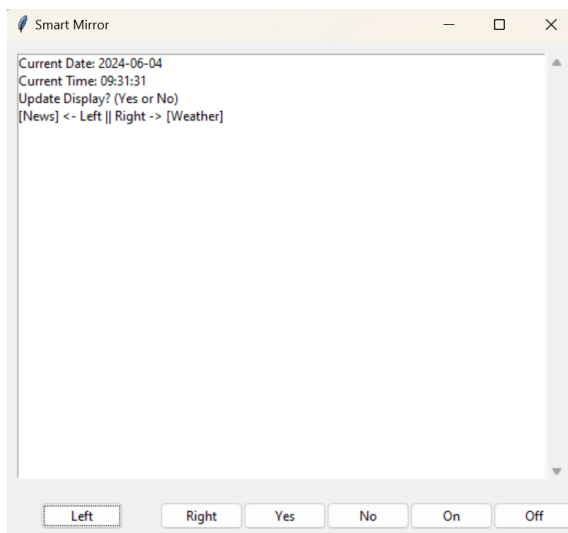 Smart Mirror
Current Date: 2024-06-04
Current Time: 09:31:31
Update Display? (Yes or No)
[News] <- Left || Right -> [Weather]
Left Right Yes No On Off